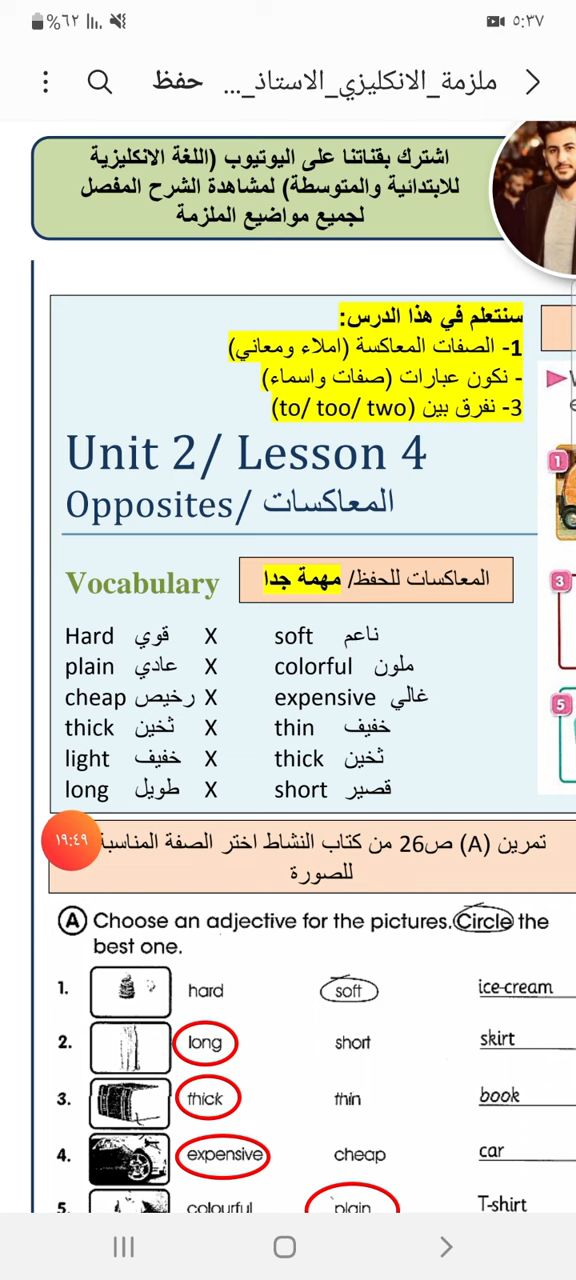 %٦٢
٥:٣٧
ملزمة_الانكليزي_الاستاذ_...
حفظ
اشترك بقناتنا على اليوتيوب (اللغة الانكليزية
للابتدائية والمتوسطة) لمشاهدة الشرح المفصل
لجميع مواضيع الملزمة
سنتعلم في هذا الدرس:
1- الصفات المعاكسة (املاء ومعاني)
- نكون عبارات (صفات واسماء)
3- نفرق بين (to/ too/ two)
Unit 2/ Lesson 4
Opposites/ المعاكسات
Vocabulary
المعاكسات للحفظ/ مهمة جدا
Hard قوي X soft ناعم
plain عادي X colorful ملون
cheap رخيص X expensive غالي
thick ثخين X thin خفيف
light خفيف X thick ثخين
long طويل X short قصير
1
3
5
١٩:٤٩
تمرين (A) ص26 من كتاب النشاط اختر الصفة المناسبة
للصورة
A Choose an adjective for the pictures. Circle the
best one.
1. hard soft ice-cream
2. long short skirt
3. thick thin book
4. expensive cheap car
5. colourful plain T-shirt